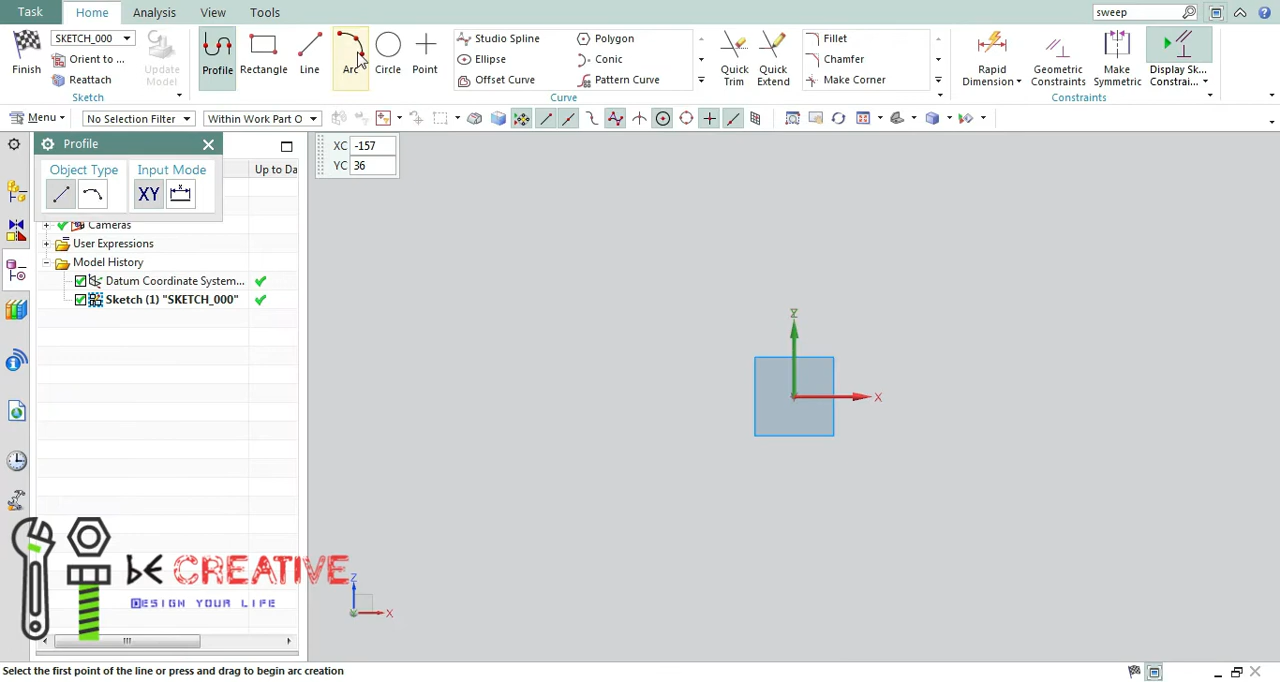 Task Home Analysis View Tools sweep
SKETCH_000
Orient to ...
Reattach
Finish
Update Model
Sketch
Profile Rectangle Line Arc Circle Point
Studio Spline Polygon
Ellipse Conic
Offset Curve Pattern Curve
Curve
Quick Trim
Quick Extend
Fillet
Chamfer
Make Corner
Rapid Dimension
Geometric Constraints
Make Symmetric
Display Sk... Constrai...
Constraints
Menu No Selection Filter Within Work Part O
Profile
Object Type Input Mode
XY
XC -157
YC 36
Up to Da
Cameras
User Expressions
Model History
Datum Coordinate System...
Sketch (1) "SKETCH_000"
Z
X
bE CREATIVE
DESIGN YOUR LIFE
Z
X
Select the first point of the line or press and drag to begin arc creation